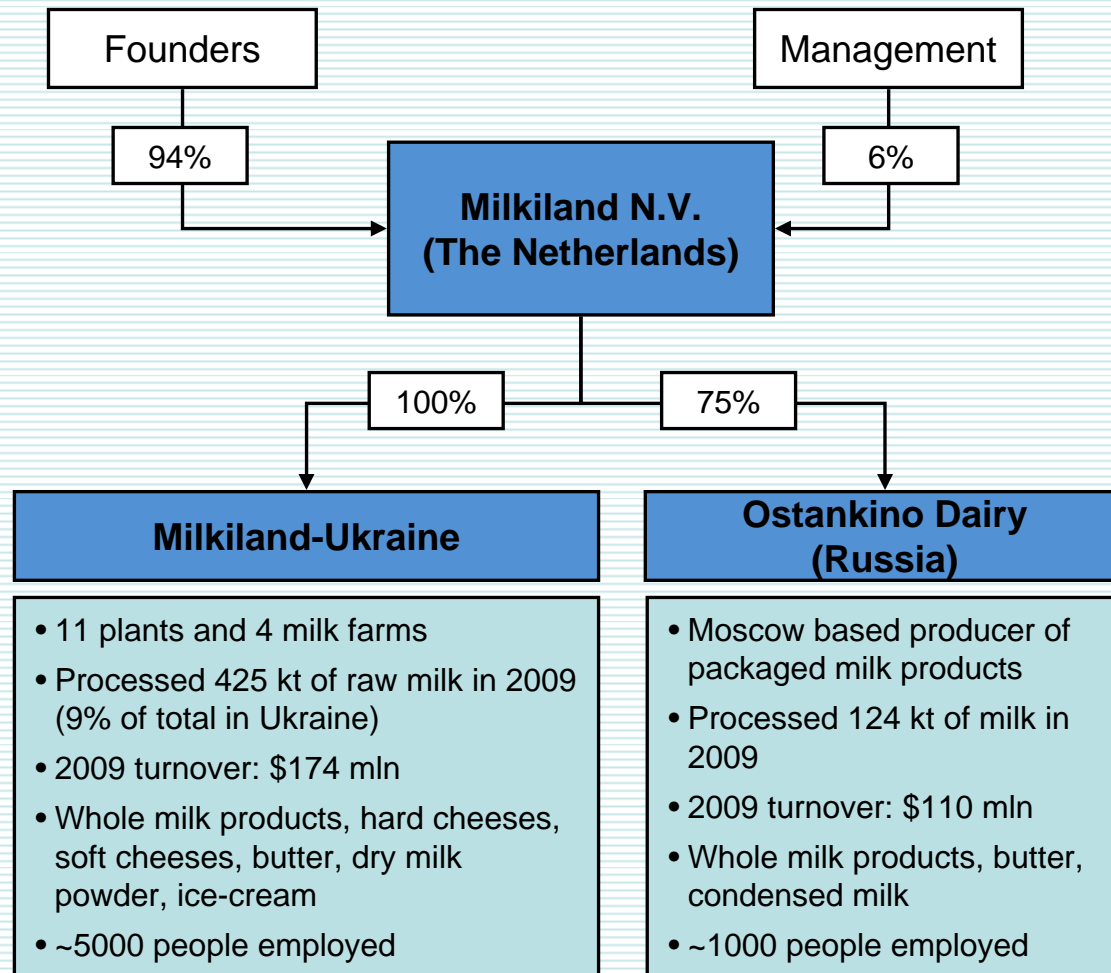 Founders
Management
94%
6%
Milkiland N.V.
(The Netherlands)
100%
75%
Milkiland-Ukraine
• 11 plants and 4 milk farms
• Processed 425 kt of raw milk in 2009
(9% of total in Ukraine)
• 2009 turnover: $174 mln
• Whole milk products, hard cheeses,
soft cheeses, butter, dry milk
powder, ice-cream
• ~5000 people employed
Ostankino Dairy
(Russia)
• Moscow based producer of
packaged milk products
• Processed 124 kt of milk in
2009
• 2009 turnover: $110 mln
• Whole milk products, butter,
condensed milk
• ~1000 people employed